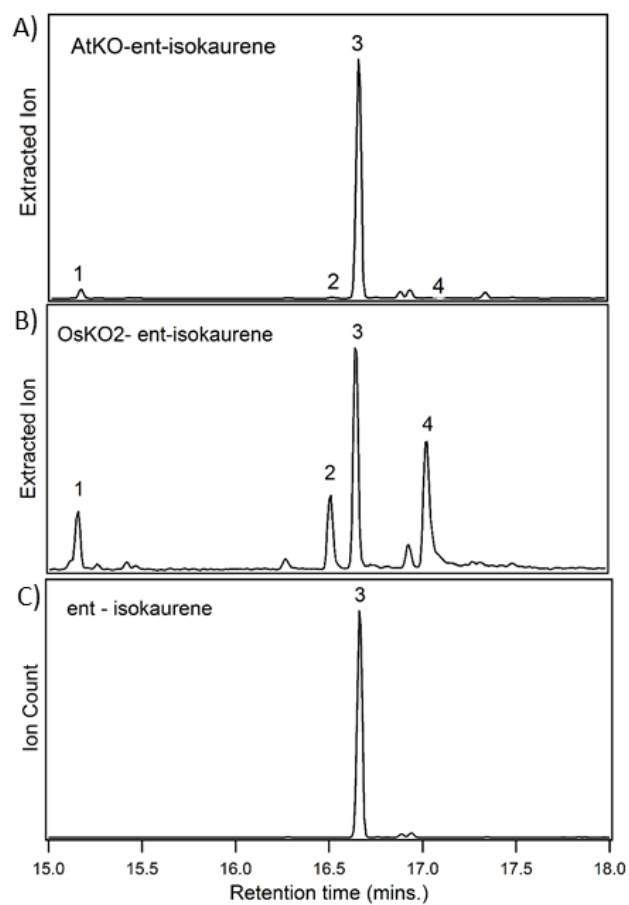 A)
AtKO-ent-isokaurene
3
1
2
4
Extracted Ion
B)
OsKO2- ent-isokaurene
3
4
2
1
Extracted Ion
C)
ent - isokaurene
3
Ion Count
15.0 15.5 16.0 16.5 17.0 17.5 18.0
Retention time (mins.)